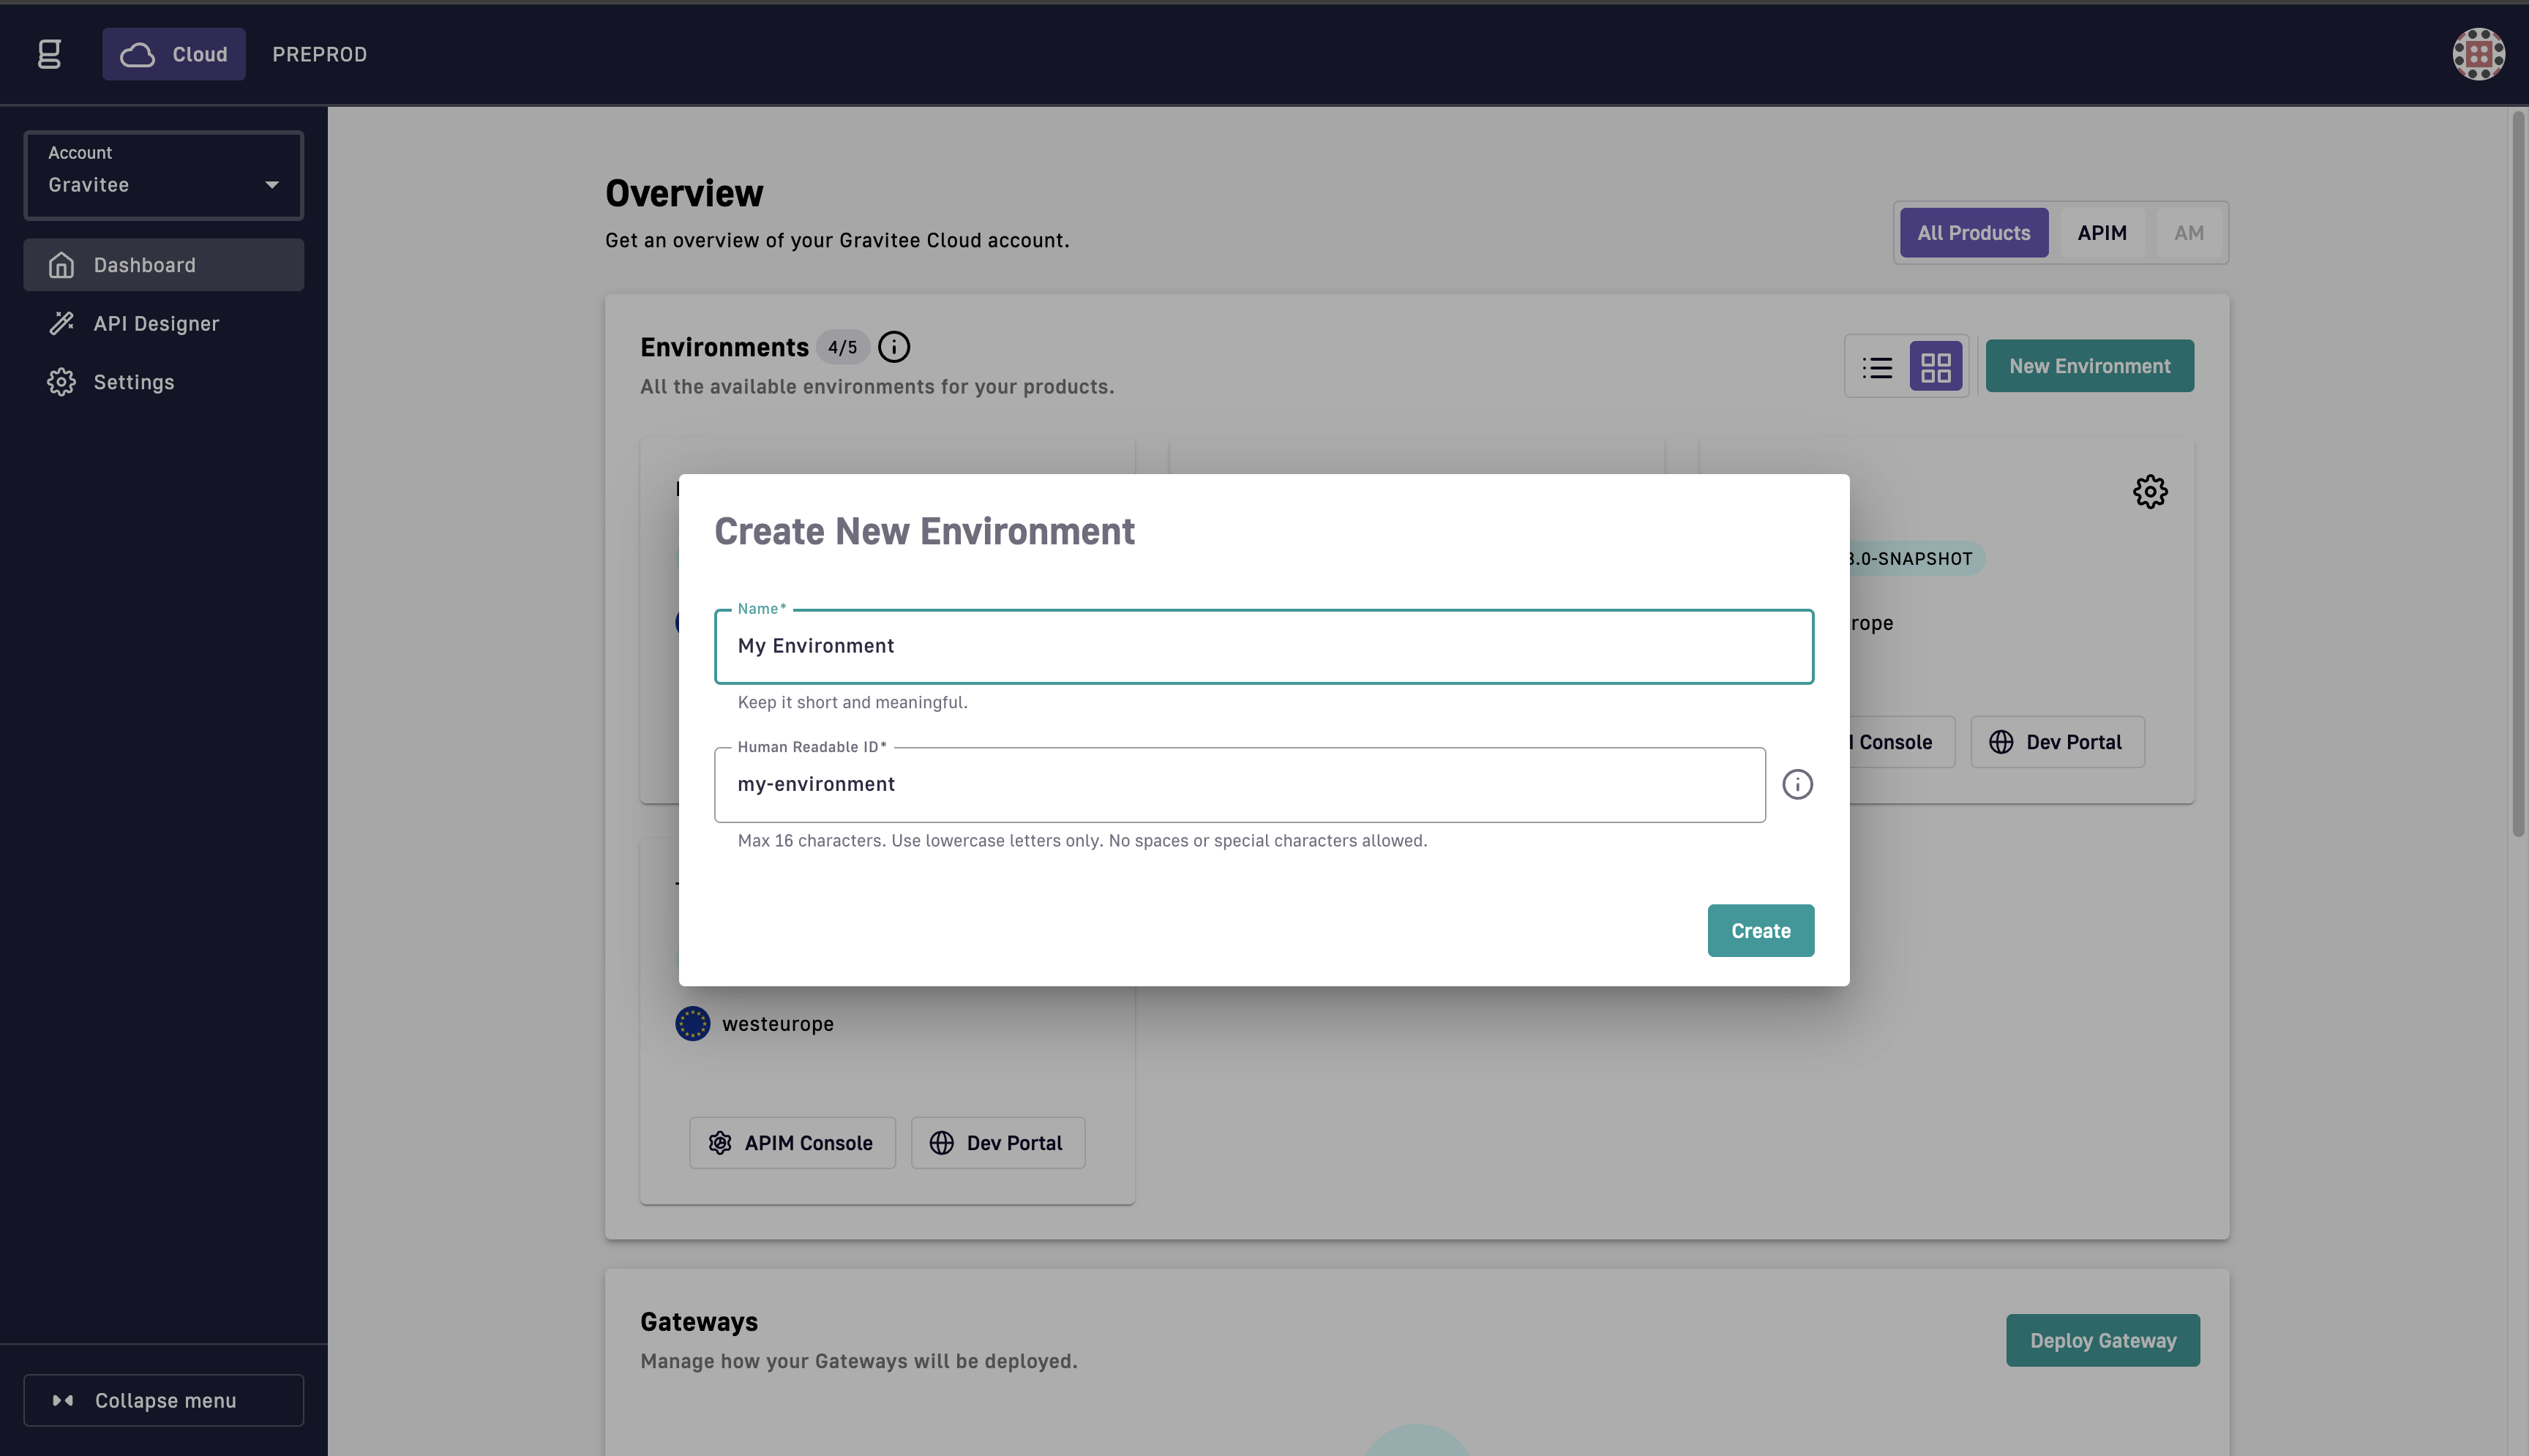 g Cloud PREPROD
Account
Gravitee
Dashboard
API Designer
Settings
Collapse menu
Overview
Get an overview of your Gravitee Cloud account.
All Products APIM AM
Environments 4/5
All the available environments for your products.
New Environment
3.0-SNAPSHOT
rope
Console Dev Portal
Create New Environment
Name*
My Environment
Keep it short and meaningful.
Human Readable ID*
my-environment
Max 16 characters. Use lowercase letters only. No spaces or special characters allowed.
Create
westeurope
APIM Console Dev Portal
Gateways
Manage how your Gateways will be deployed.
Deploy Gateway